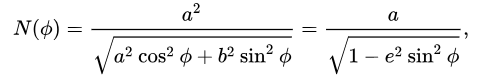 N(ϕ) = a² / √(a² cos² ϕ + b² sin² ϕ) = a / √(1 − e² sin² ϕ),